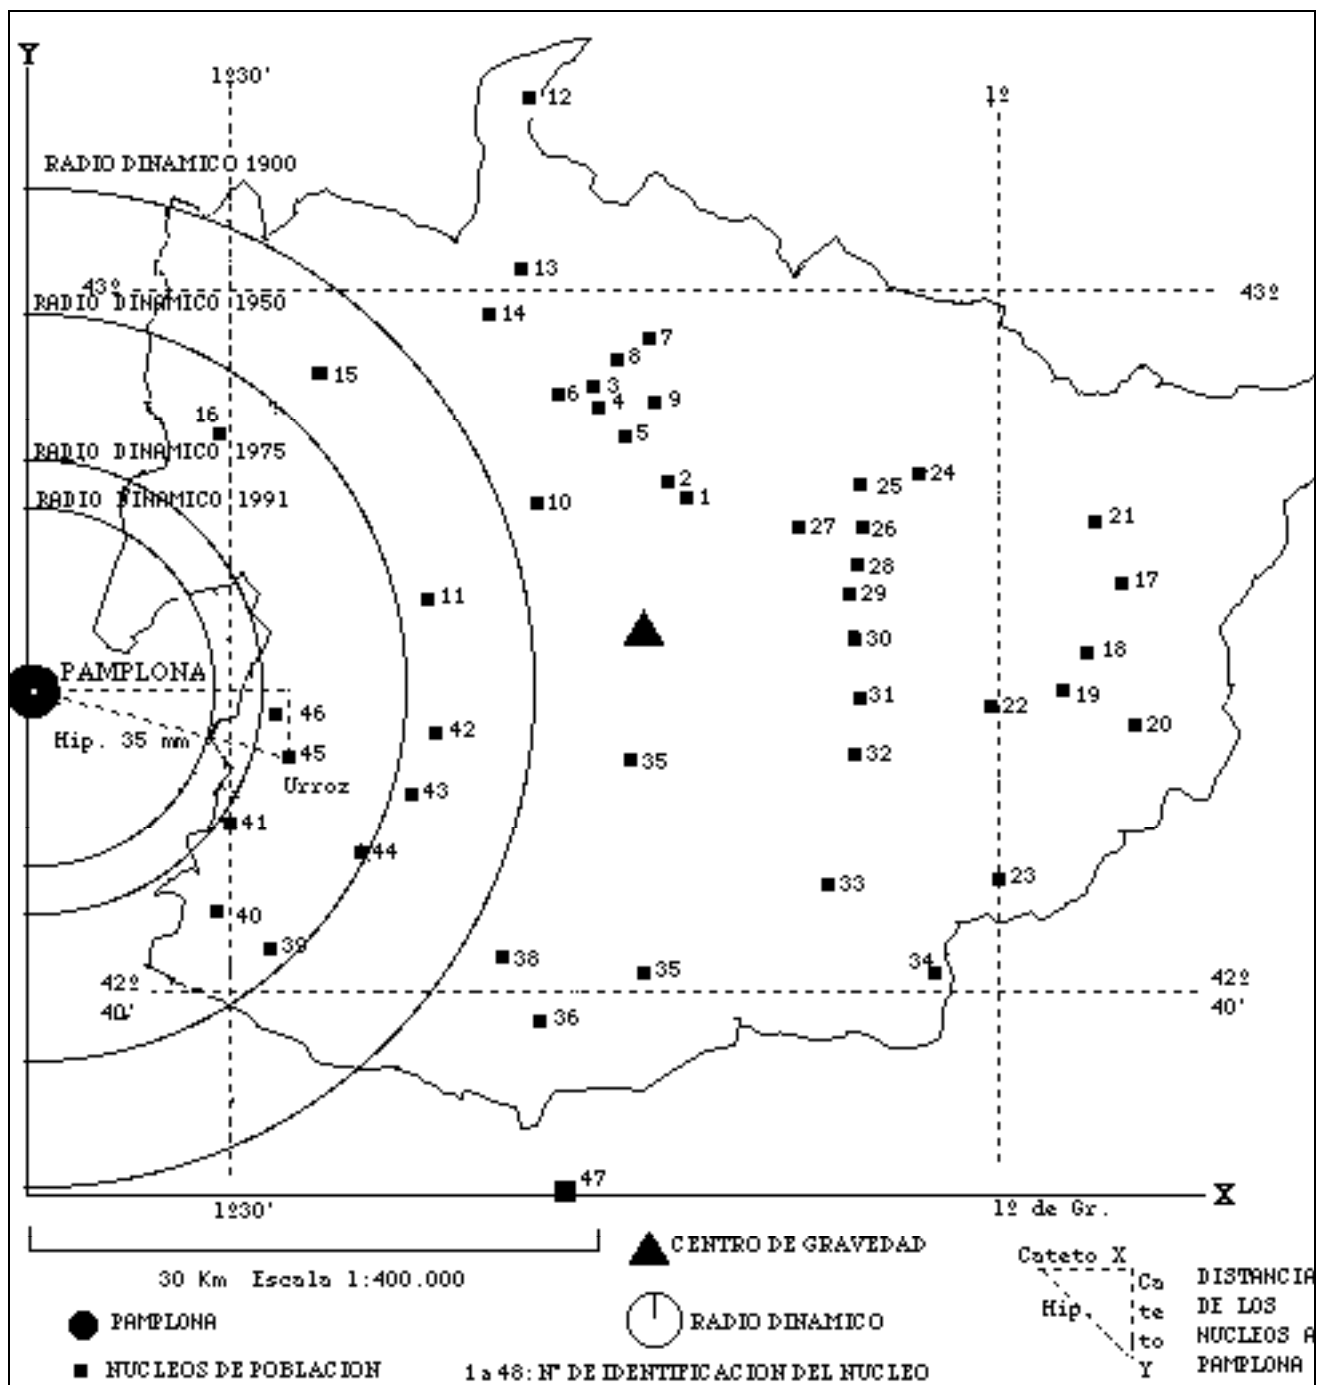 Y
1º30'
1º
12
RADIO DINAMICO 1900
13
43º
43º
RADIO DINAMICO 1950
14
7
8
15
3
6
4
9
16
5
RADIO DINAMICO 1975
2
24
25
1
RADIO DINAMICO 1991
10
21
27
26
28
17
11
29
30
18
PAMPLONA
19
31
46
22
42
20
Hip. 35 mm
45
35
32
Urroz
43
41
44
33
23
40
39
38
35
34
42º
40'
42º
40'
36
47
X
1º30'
1º de Gr.
CENTRO DE GRAVEDAD
Cateto X
30 Km Escala 1:400.000
Hip.
Ca
te
to
Y
DISTANCIA
DE LOS
NUCLEOS A
PAMPLONA
PAMPLONA
RADIO DINAMICO
NUCLEOS DE POBLACION
1 a 48: Nº DE IDENTIFICACION DEL NUCLEO